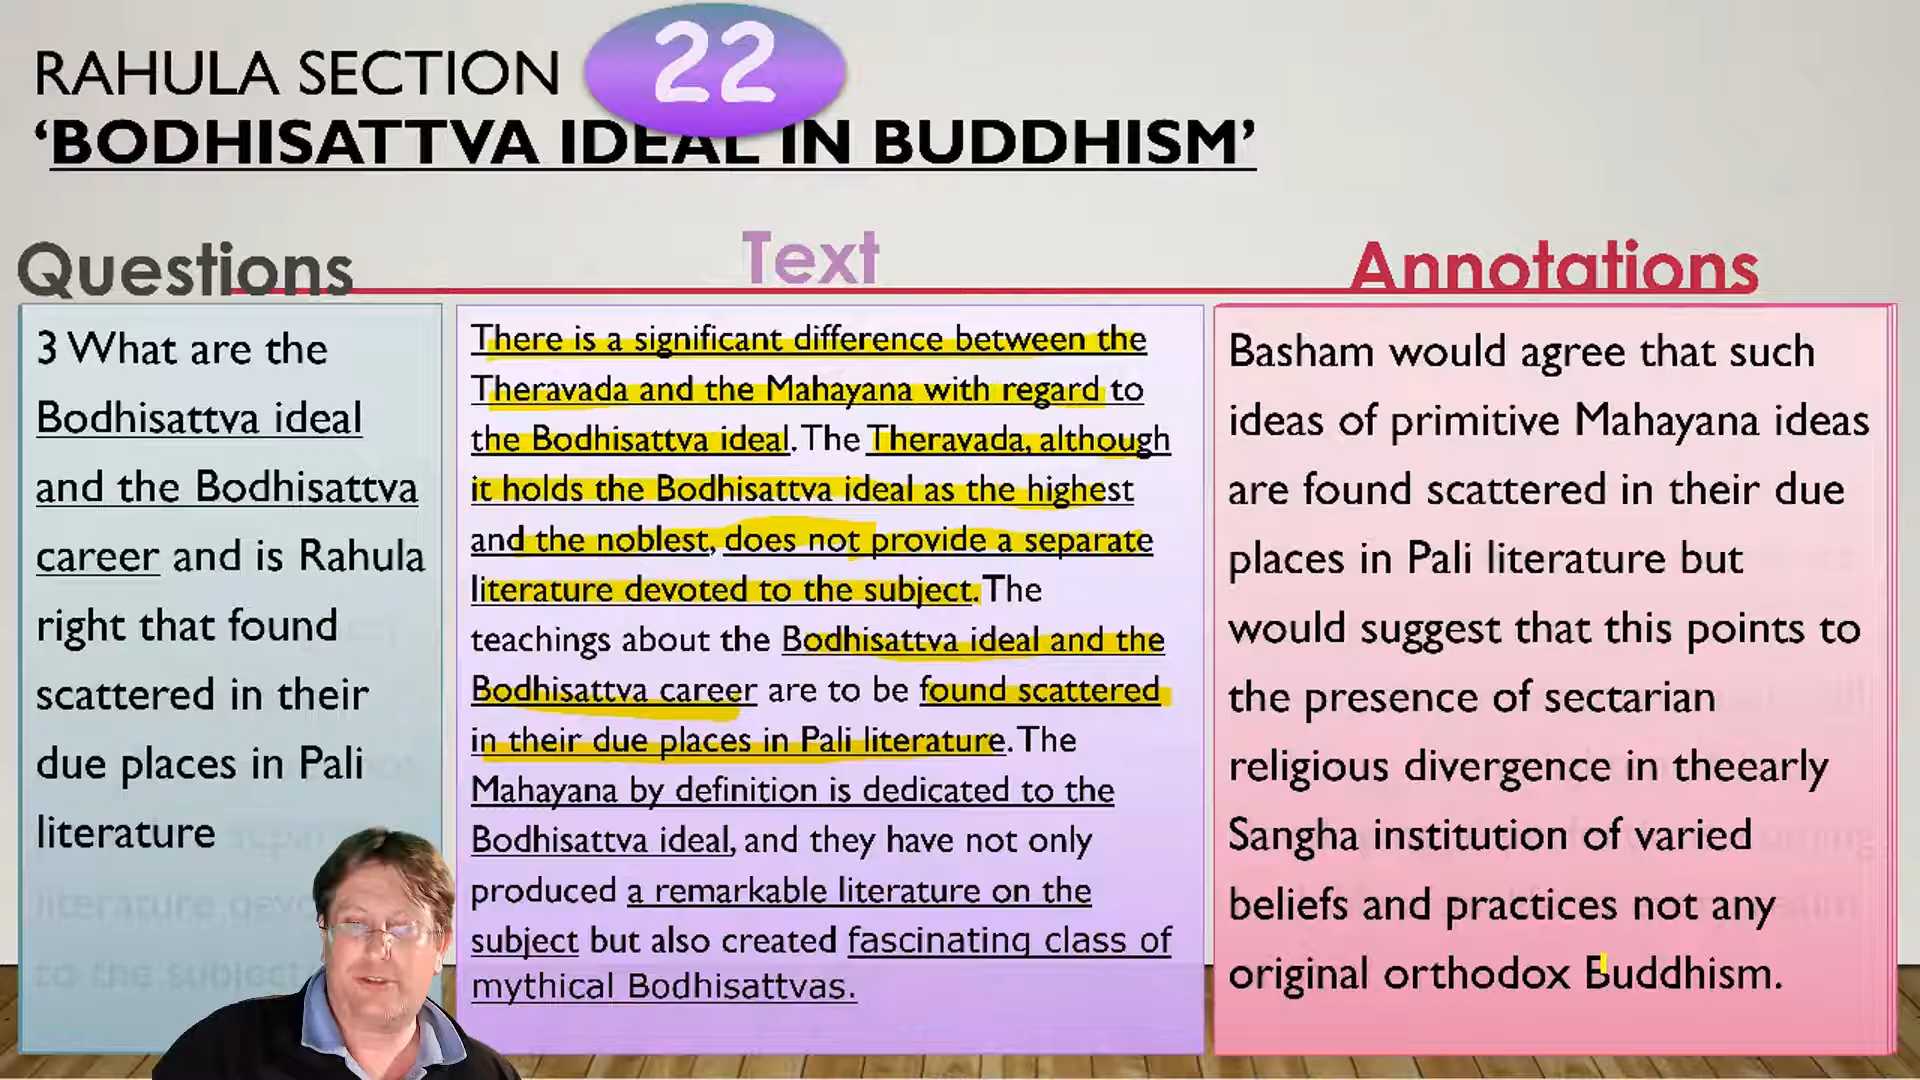 RAHULA SECTION 22
‘BODHISATTVA IDEAL IN BUDDHISM’
Questions
3 What are the
Bodhisattva ideal
and the Bodhisattva
career and is Rahula
right that found
scattered in their
due places in Pali
literature
Text
There is a significant difference between the
Theravada and the Mahayana with regard to
the Bodhisattva ideal. The Theravada, although
it holds the Bodhisattva ideal as the highest
and the noblest, does not provide a separate
literature devoted to the subject. The
teachings about the Bodhisattva ideal and the
Bodhisattva career are to be found scattered
in their due places in Pali literature. The
Mahayana by definition is dedicated to the
Bodhisattva ideal, and they have not only
produced a remarkable literature on the
subject but also created fascinating class of
mythical Bodhisattvas.
Annotations
Basham would agree that such
ideas of primitive Mahayana ideas
are found scattered in their due
places in Pali literature but
would suggest that this points to
the presence of sectarian
religious divergence in theearly
Sangha institution of varied
beliefs and practices not any
original orthodox Buddhism.